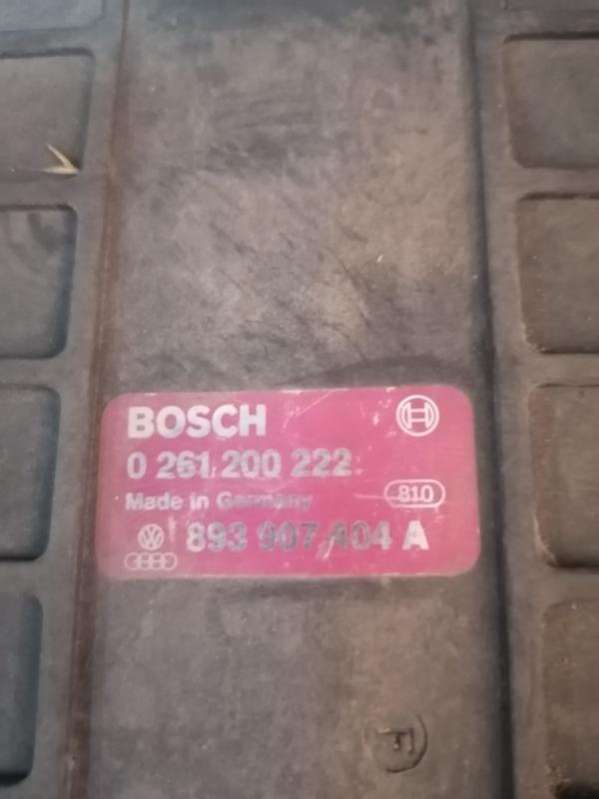 BOSCH
0 261 200 222
Made in Germany
810
893 907 404 A